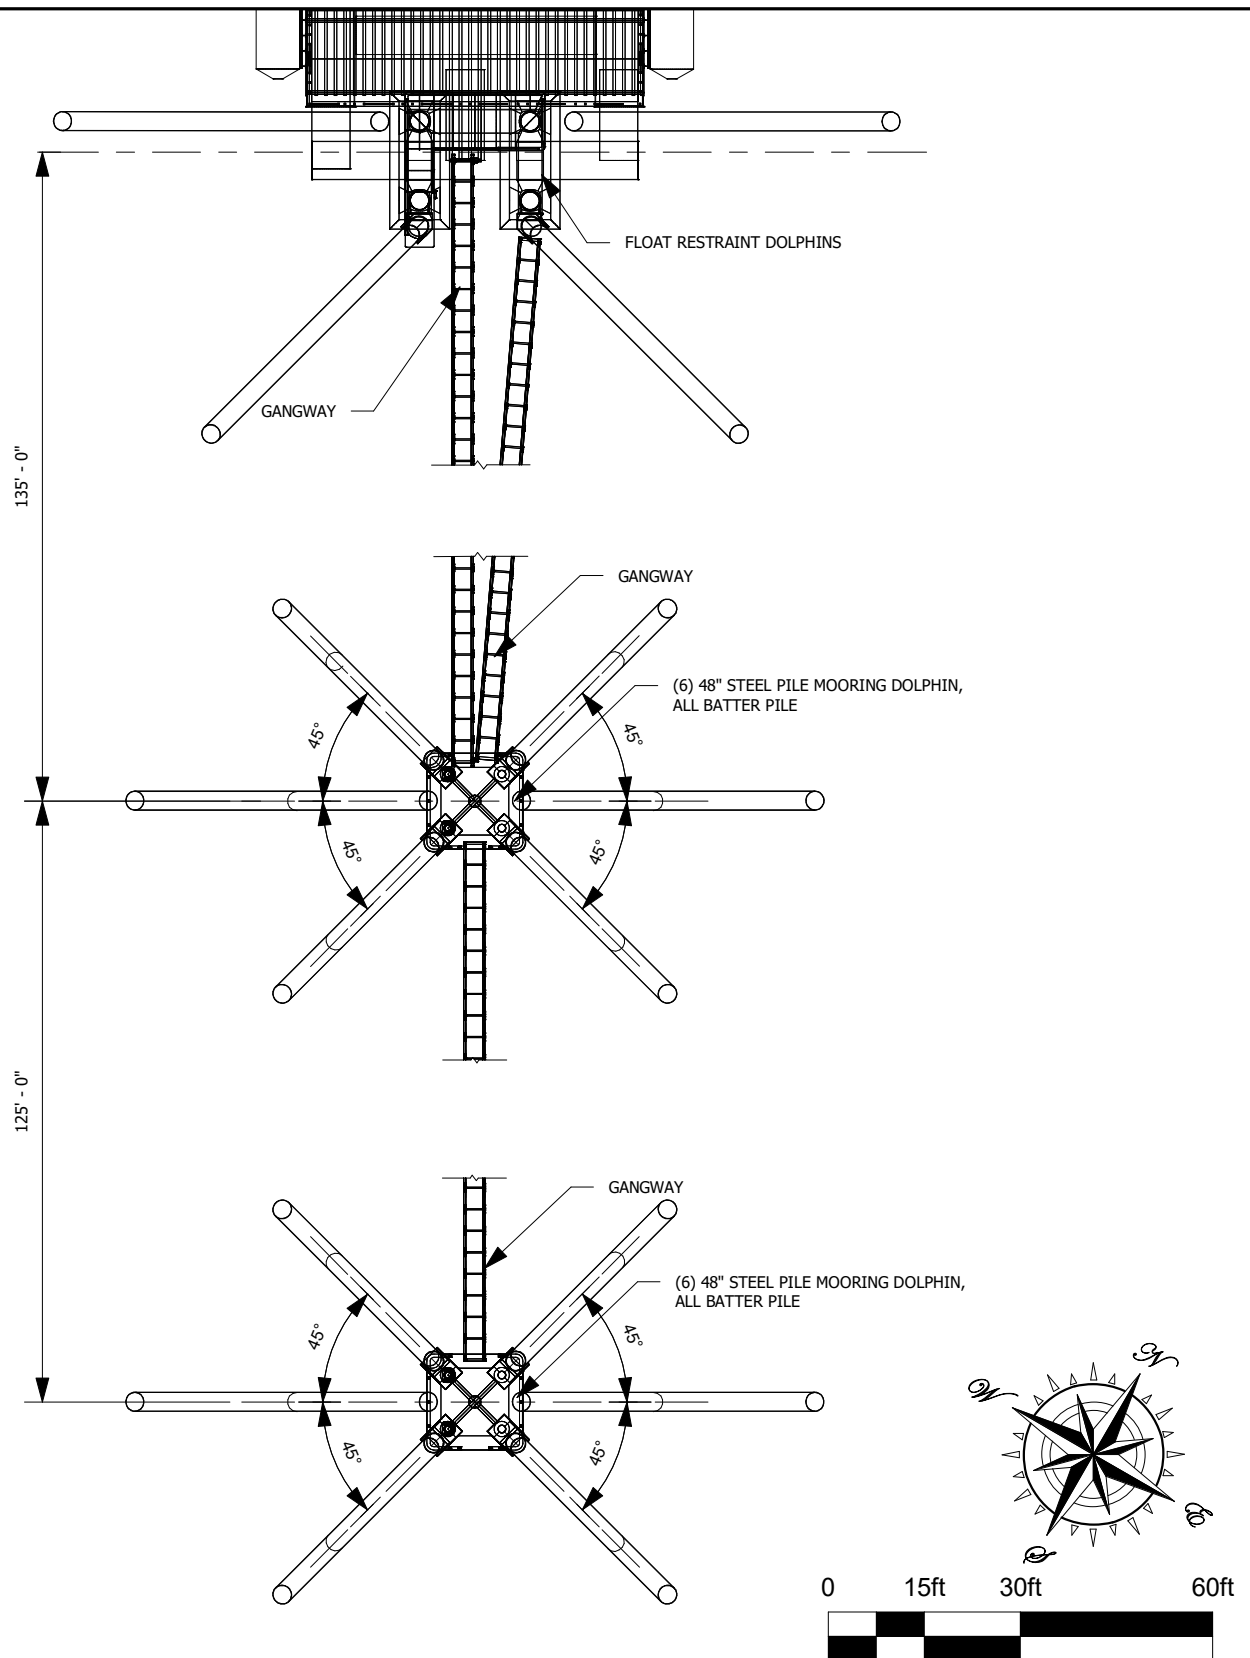 FLOAT RESTRAINT DOLPHINS
GANGWAY
135' - 0"
GANGWAY
(6) 48" STEEL PILE MOORING DOLPHIN,
ALL BATTER PILE
45°
45°
45°
45°
125' - 0"
GANGWAY
(6) 48" STEEL PILE MOORING DOLPHIN,
ALL BATTER PILE
45°
45°
45°
45°
N
W
E
S
0 15ft 30ft 60ft